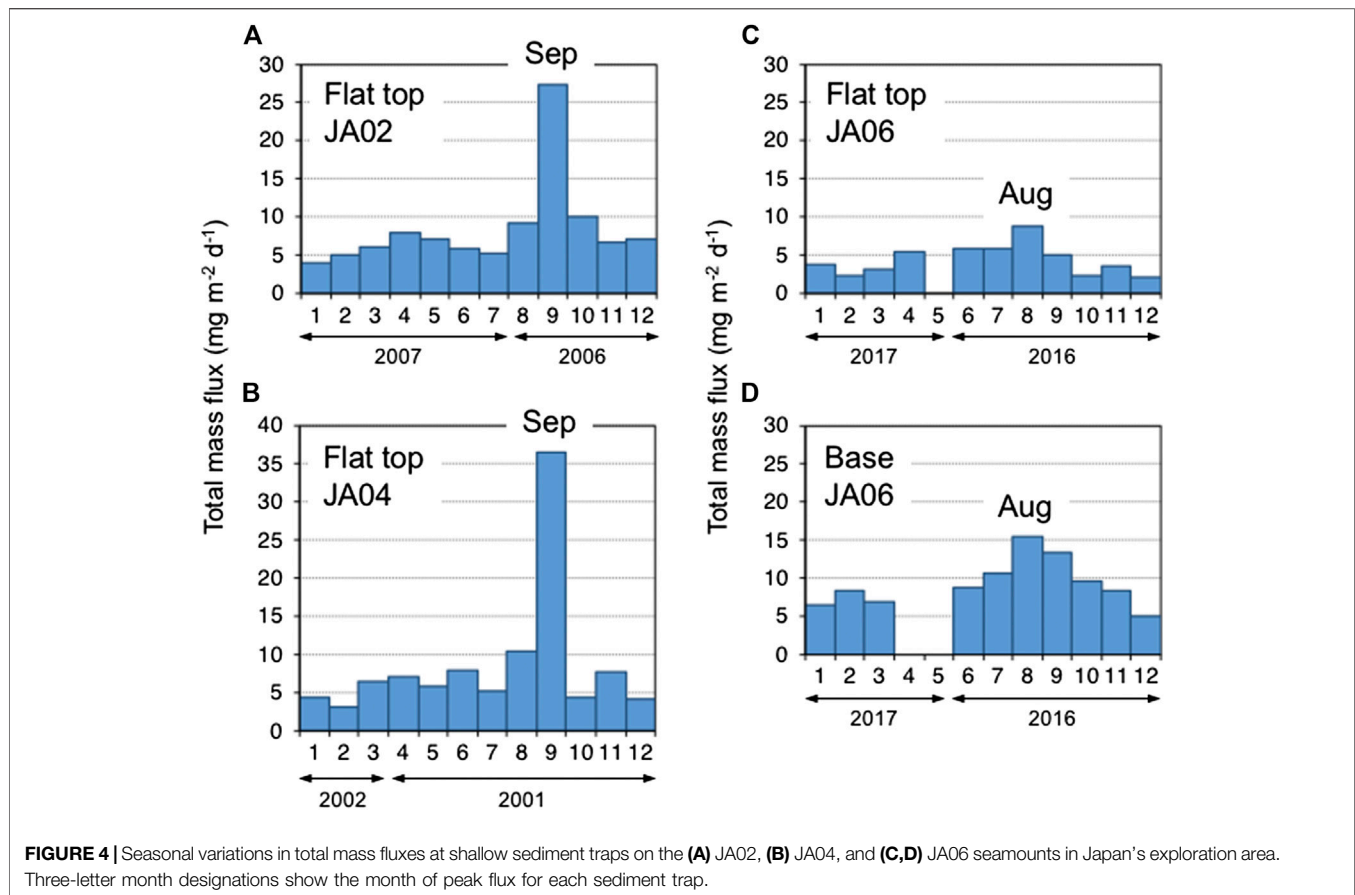 A
Sep
Total mass flux (mg m-2 d-1)
30
25
20
15
10
5
0
Flat top
JA02
1 2 3 4 5 6 7 8 9 10 11 12
2007 2006
B
Sep
40
35
30
25
20
15
10
5
0
Flat top
JA04
1 2 3 4 5 6 7 8 9 10 11 12
2002 2001
C
Total mass flux (mg m-2 d-1)
30
25
20
15
10
5
0
Flat top
JA06
Aug
1 2 3 4 5 6 7 8 9 10 11 12
2017 2016
D
30
25
20
15
10
5
0
Base
JA06
Aug
1 2 3 4 5 6 7 8 9 10 11 12
2017 2016
FIGURE 4 | Seasonal variations in total mass fluxes at shallow sediment traps on the (A) JA02, (B) JA04, and (C,D) JA06 seamounts in Japan's exploration area.
Three-letter month designations show the month of peak flux for each sediment trap.